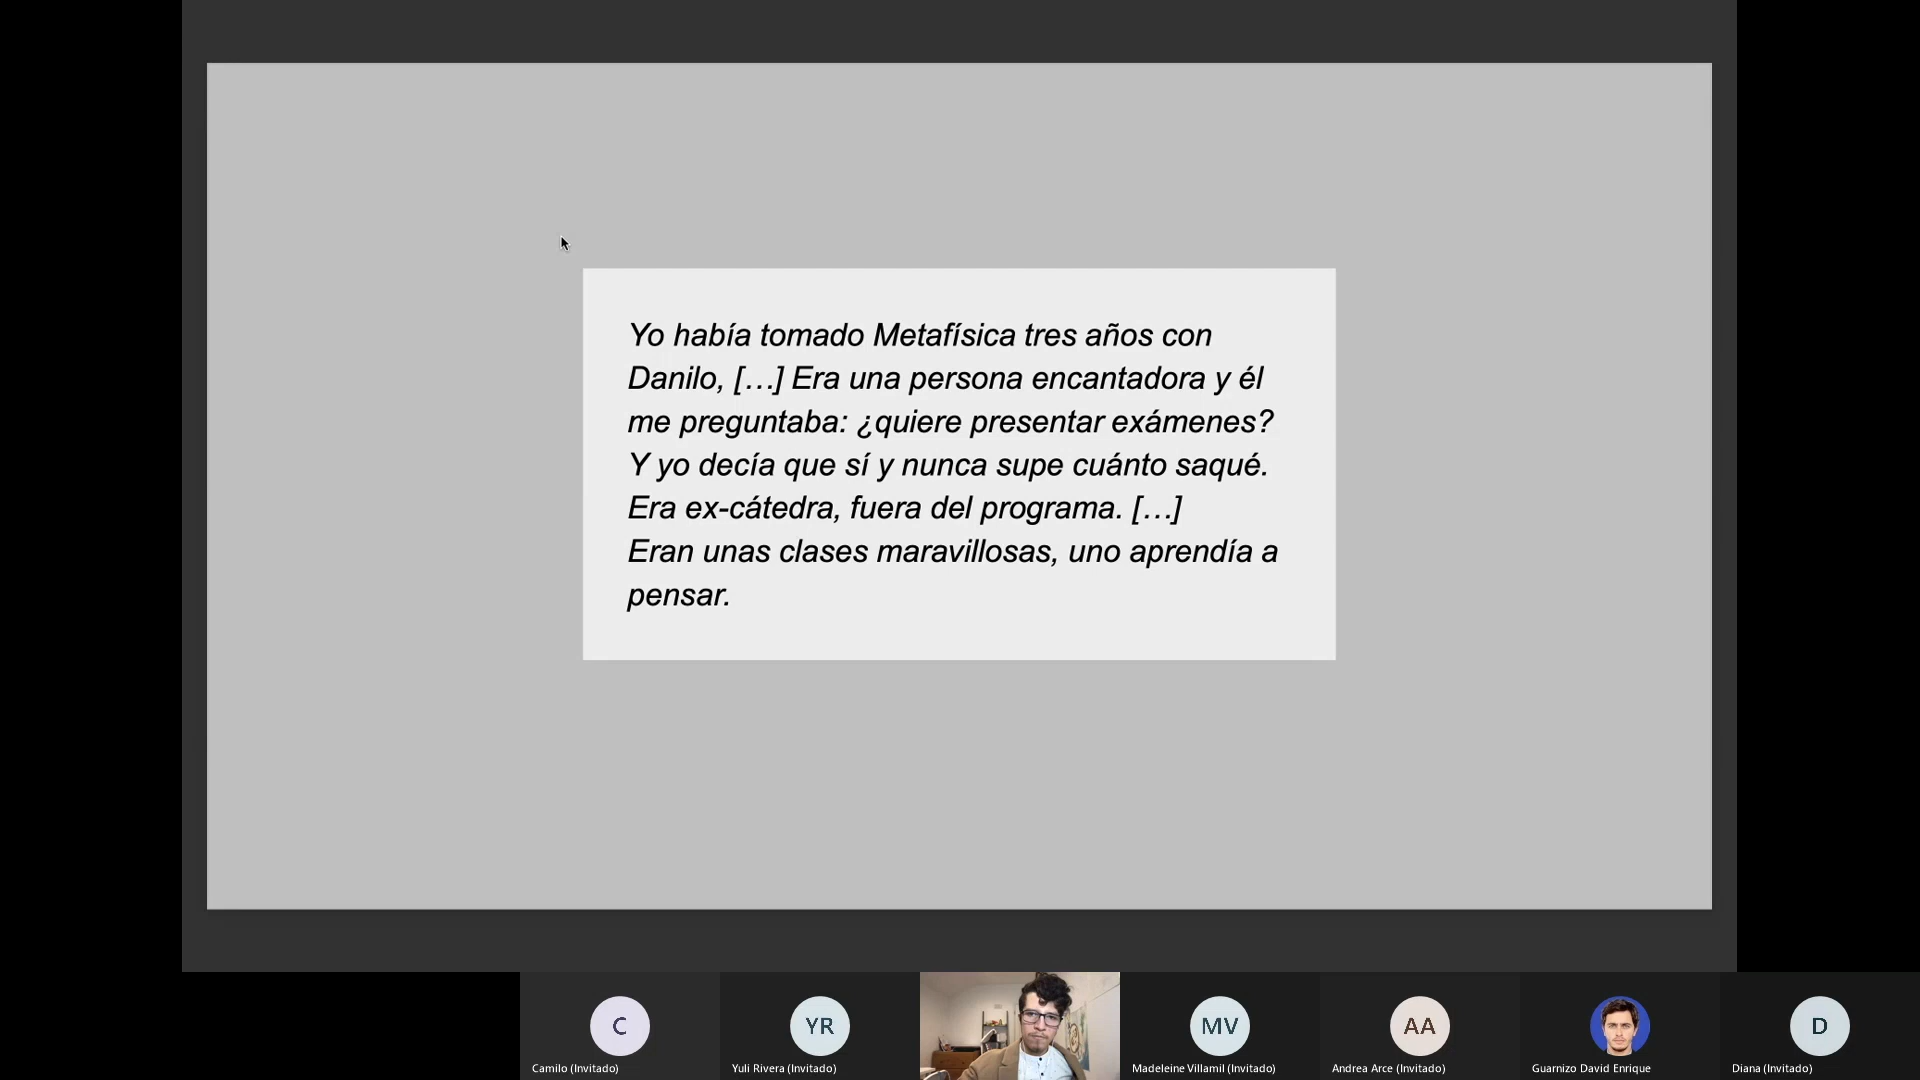 Yo había tomado Metafísica tres años con
Danilo, […] Era una persona encantadora y él
me preguntaba: ¿quiere presentar exámenes?
Y yo decía que sí y nunca supe cuánto saqué.
Era ex-cátedra, fuera del programa. […]
Eran unas clases maravillosas, uno aprendía a
pensar.
C
YR
MV
AA
D
Camilo (Invitado)
Yuli Rivera (Invitado)
Madeleine Villamil (Invitado)
Andrea Arce (Invitado)
Guarnizo David Enrique
Diana (Invitado)